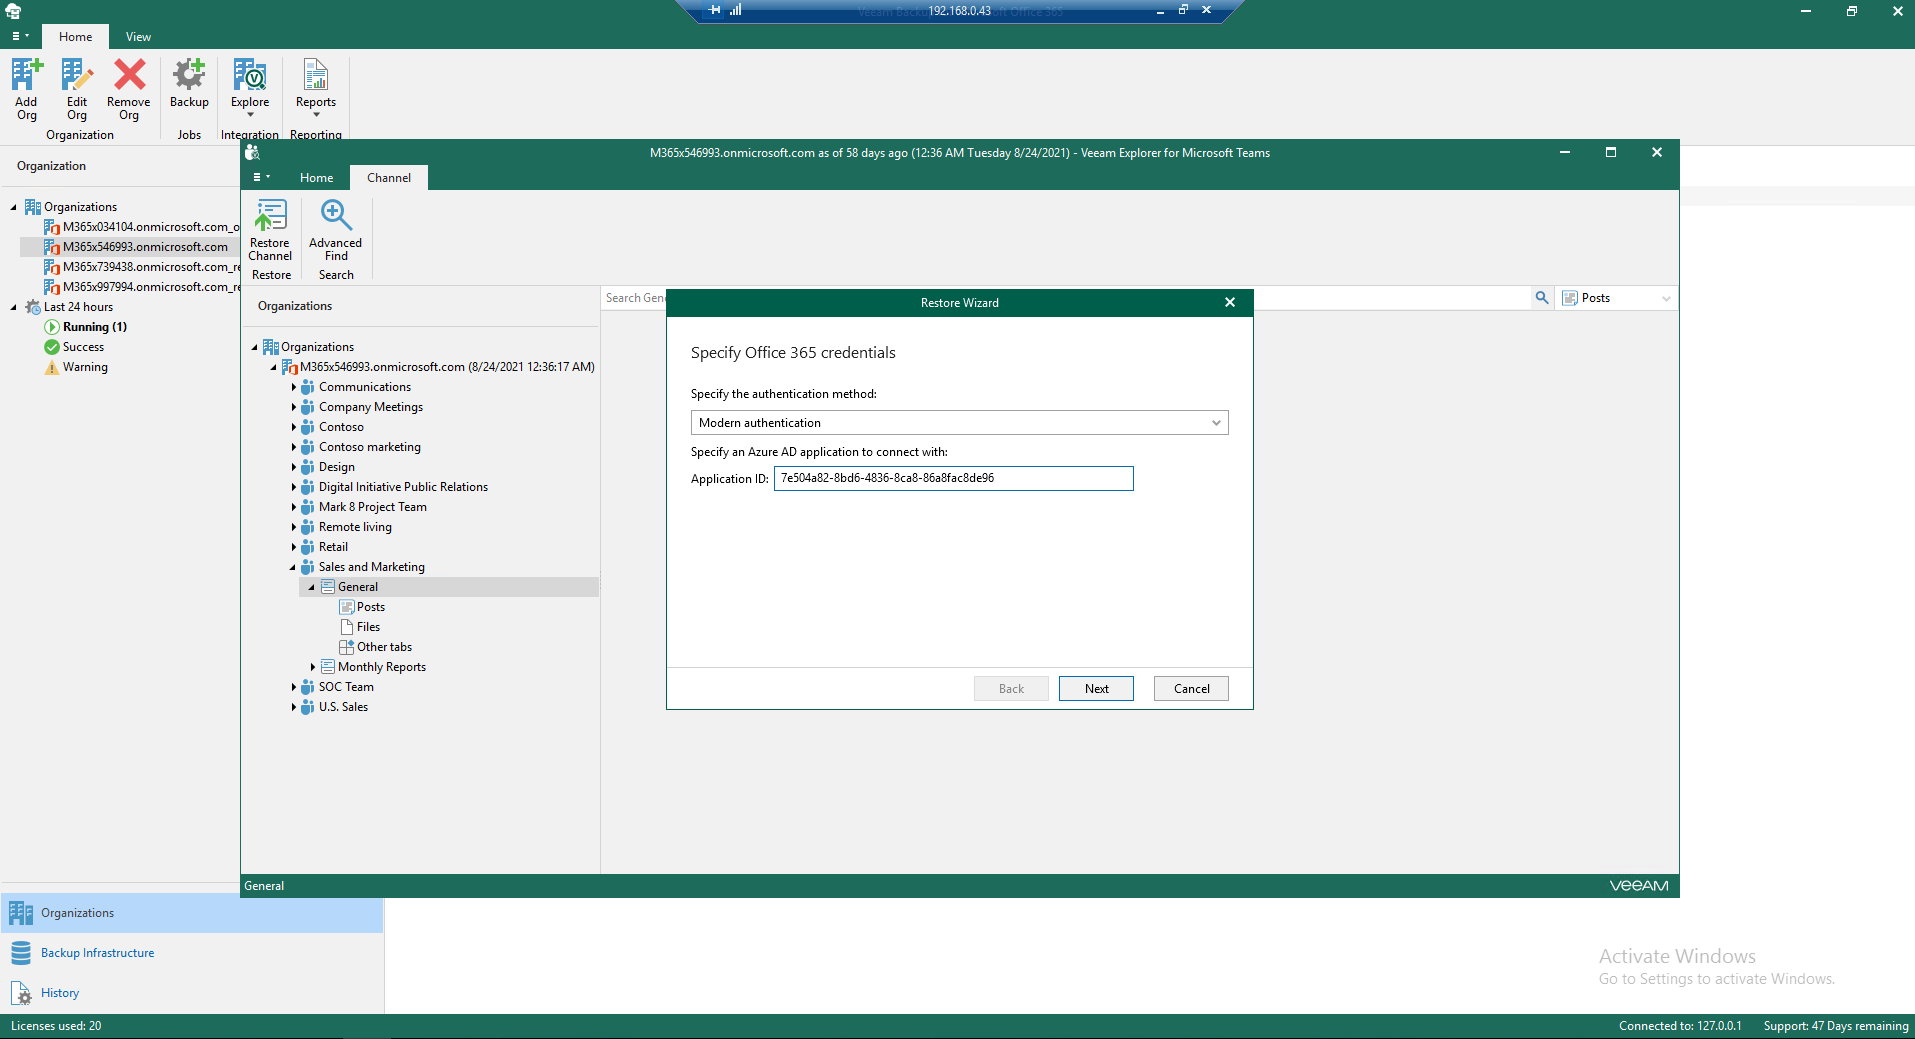 192.168.0.43
Home
View
Add Org
Edit Org
Remove Org
Backup
Explore
Reports
Organization
Jobs
Integration
Reporting
Organization
Organizations
M365x034104.onmicrosoft.com_o
M365x546993.onmicrosoft.com
M365x739438.onmicrosoft.com_re
M365x997994.onmicrosoft.com_re
Last 24 hours
Running (1)
Success
Warning
M365x546993.onmicrosoft.com as of 58 days ago (12:36 AM Tuesday 8/24/2021) - Veeam Explorer for Microsoft Teams
Home
Channel
Restore Channel
Advanced Find
Restore
Search
Organizations
Search Gen
Posts
Organizations
M365x546993.onmicrosoft.com (8/24/2021 12:36:17 AM)
Communications
Company Meetings
Contoso
Contoso marketing
Design
Digital Initiative Public Relations
Mark 8 Project Team
Remote living
Retail
Sales and Marketing
General
Posts
Files
Other tabs
Monthly Reports
SOC Team
U.S. Sales
Restore Wizard
Specify Office 365 credentials
Specify the authentication method:
Modern authentication
Specify an Azure AD application to connect with:
Application ID: 7e504a82-8bd6-4836-8ca8-86a8fac8de96
Back
Next
Cancel
General
VEEAM
Organizations
Backup Infrastructure
History
Activate Windows
Go to Settings to activate Windows.
Licenses used: 20
Connected to: 127.0.0.1
Support: 47 Days remaining